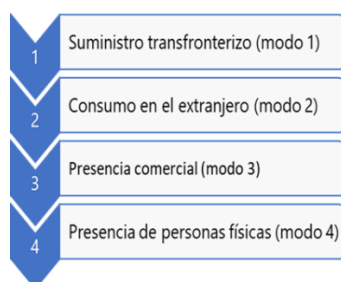 1
Suministro transfronterizo (modo 1)
2
Consumo en el extranjero (modo 2)
3
Presencia comercial (modo 3)
4
Presencia de personas físicas (modo 4)